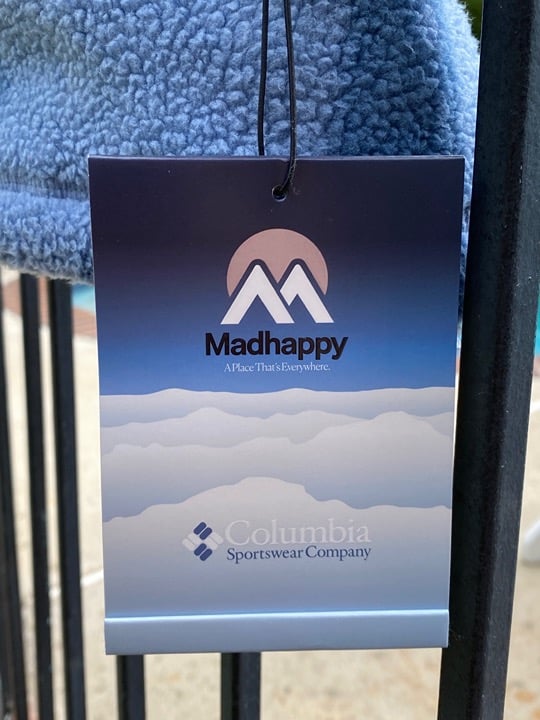 Madhappy
A Place That's Everywhere.
Columbia
Sportswear Company